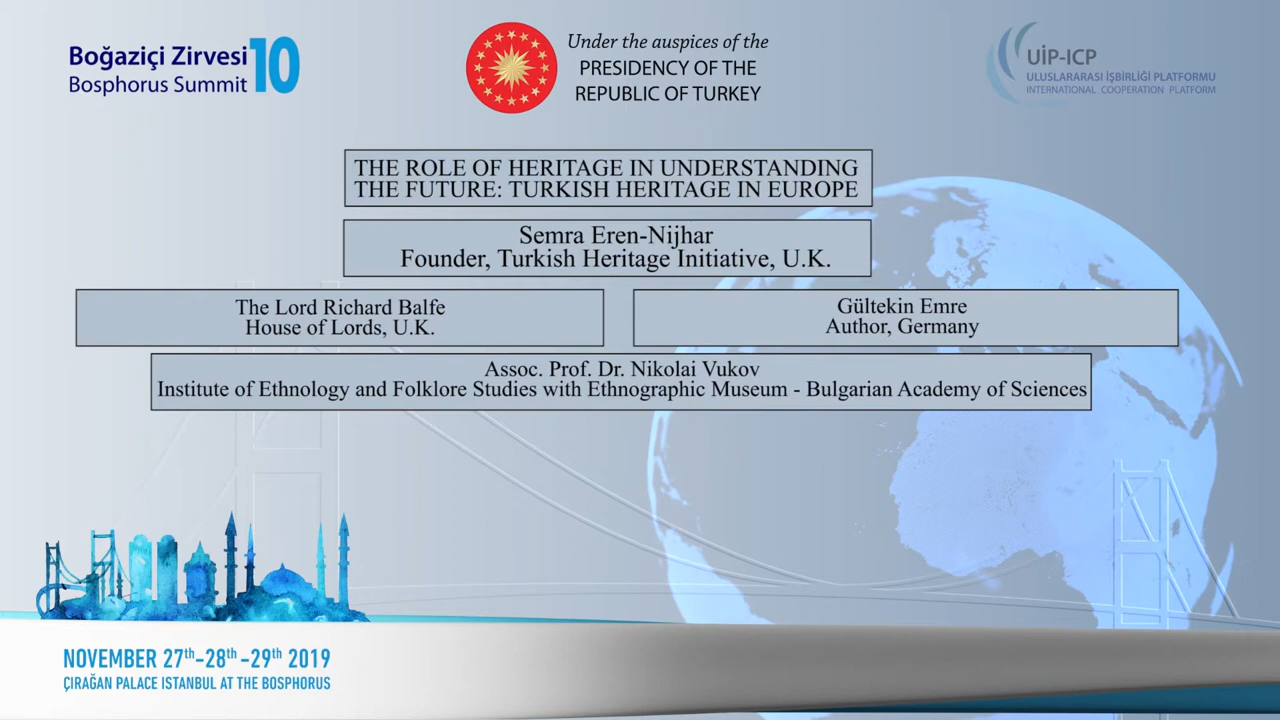 Boğaziçi Zirvesi 10
Bosphorus Summit
Under the auspices of the
PRESIDENCY OF THE
REPUBLIC OF TURKEY
UİP-ICP
ULUSLARARASI İŞBİRLİĞİ PLATFORMU
INTERNATIONAL COOPERATION PLATFORM
THE ROLE OF HERITAGE IN UNDERSTANDING
THE FUTURE: TURKISH HERITAGE IN EUROPE
Semra Eren-Nijhar
Founder, Turkish Heritage Initiative, U.K.
The Lord Richard Balfe
House of Lords, U.K.
Gültekin Emre
Author, Germany
Assoc. Prof. Dr. Nikolai Vukov
Institute of Ethnology and Folklore Studies with Ethnographic Museum - Bulgarian Academy of Sciences
NOVEMBER 27th-28th-29th 2019
ÇIRAĞAN PALACE ISTANBUL AT THE BOSPHORUS